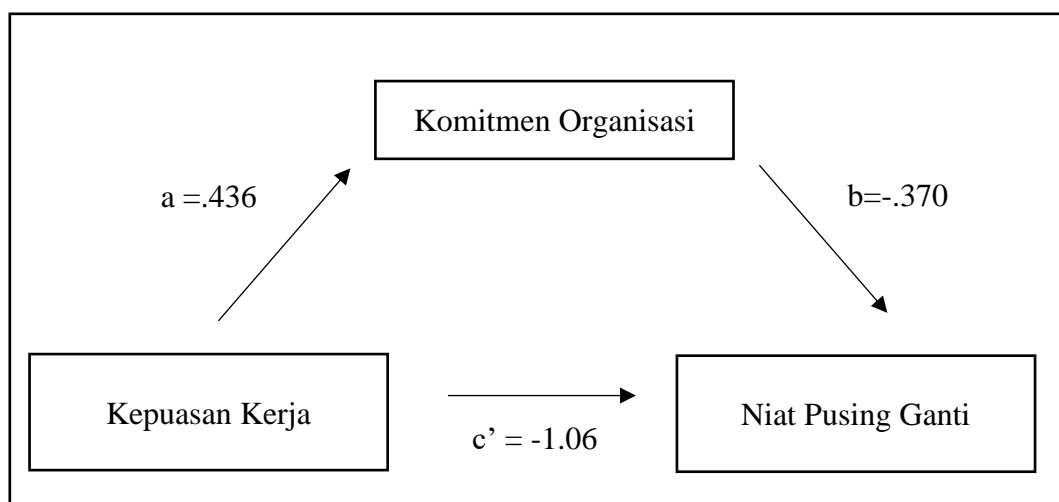 Komitmen Organisasi
a =.436
b=-.370
Kepuasan Kerja
c’ = -1.06
Niat Pusing Ganti